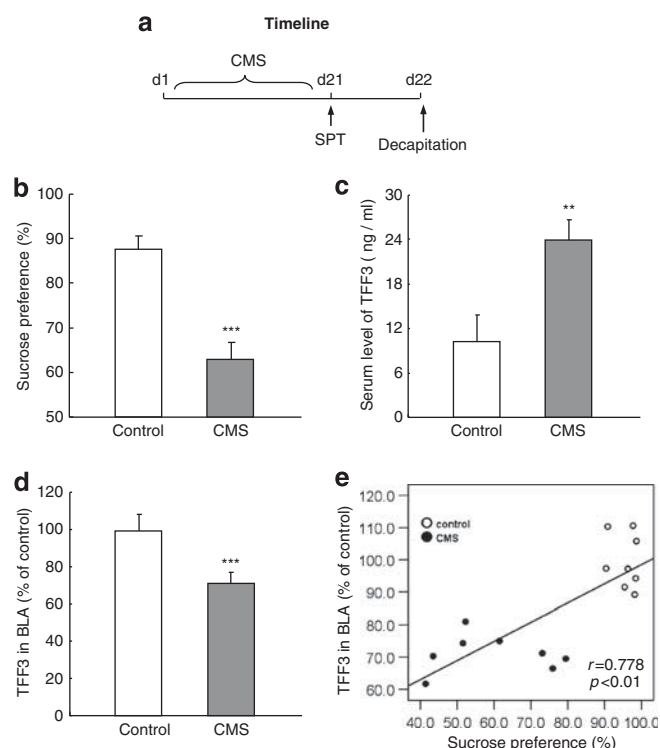 a
Timeline
CMS
d1
d21
d22
SPT
Decapitation
b
Sucrose preference (%)
100
90
80
70
60
50
***
Control
CMS
c
Serum level of TFF3 ( ng / ml)
30
24
18
12
6
0
**
Control
CMS
d
TFF3 in BLA (% of control)
120
100
80
60
40
20
0
***
Control
CMS
e
TFF3 in BLA (% of control)
120.0
110.0
100.0
90.0
80.0
70.0
60.0
control
CMS
r=0.778
p<0.01
40.0 50.0 60.0 70.0 80.0 90.0 100.0
Sucrose preference (%)